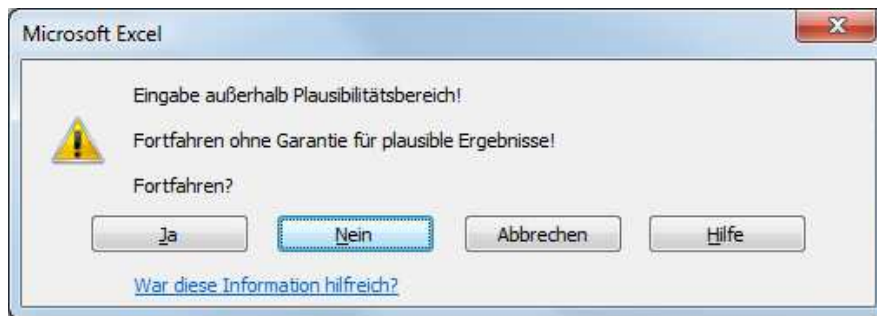 Microsoft Excel
Eingabe außerhalb Plausibilitätsbereich!
Fortfahren ohne Garantie für plausible Ergebnisse!
Fortfahren?
Ja Nein Abbrechen Hilfe
War diese Information hilfreich?